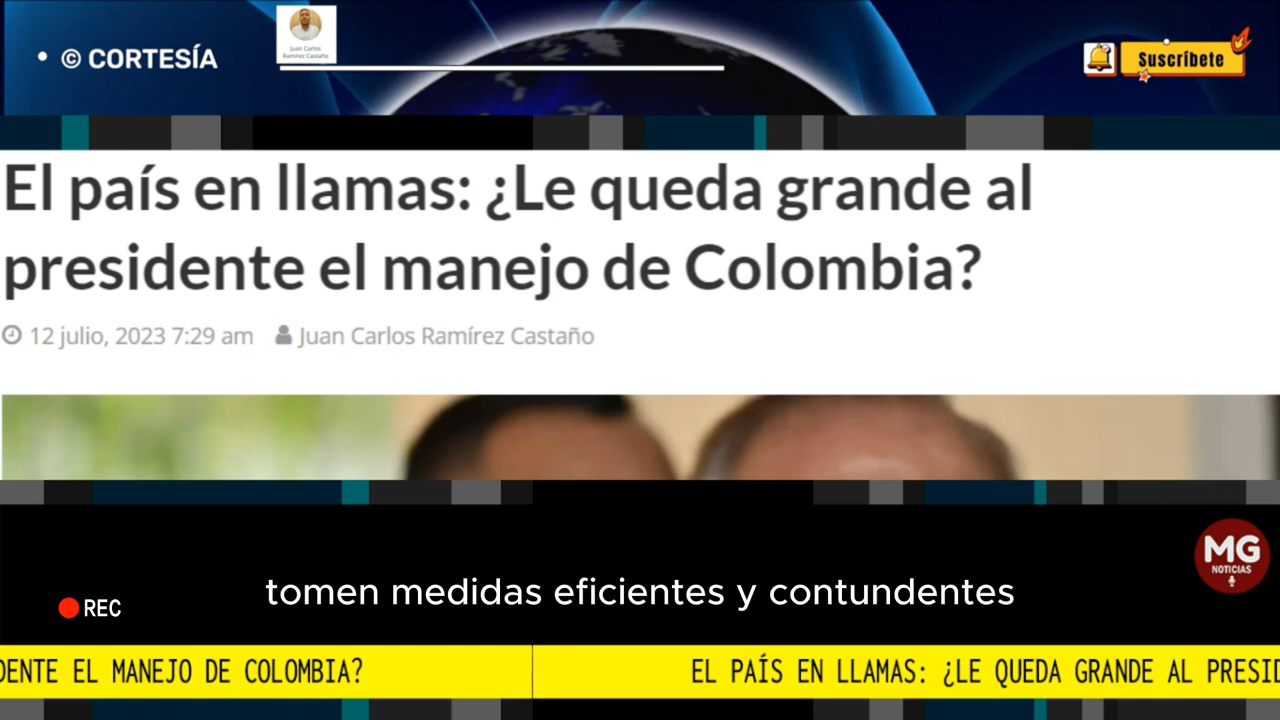 © CORTESÍA
Juan Carlos
Ramírez Castaño
Suscríbete
El país en llamas: ¿Le queda grande al
presidente el manejo de Colombia?
12 julio, 2023 7:29 am Juan Carlos Ramírez Castaño
MG
NOTICIAS
tomen medidas eficientes y contundentes
REC
DENTE EL MANEJO DE COLOMBIA?
EL PAÍS EN LLAMAS: ¿LE QUEDA GRANDE AL PRESID